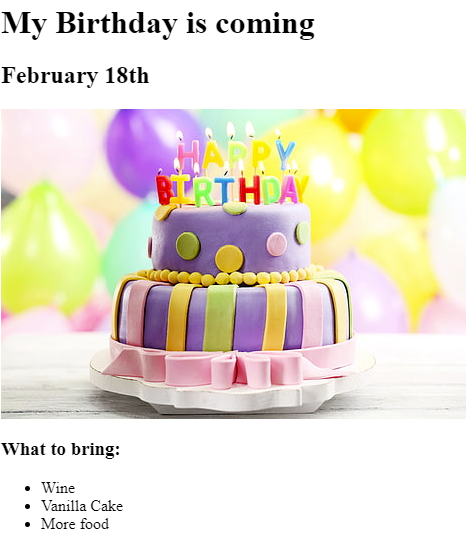 My Birthday is coming
February 18th
HAPPY
BIRTHDAY
What to bring:
Wine
Vanilla Cake
More food